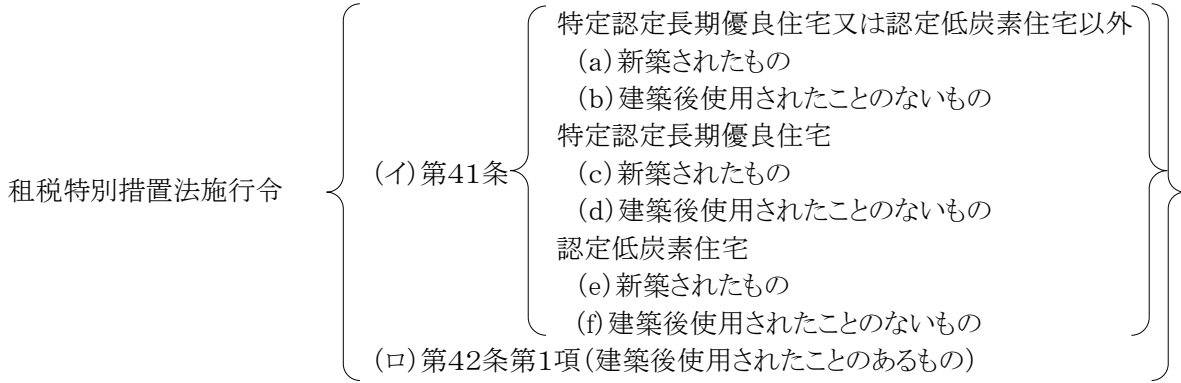 特定認定長期優良住宅又は認定低炭素住宅以外
(a)新築されたもの
(b)建築後使用されたことのないもの
特定認定長期優良住宅
租税特別措置法施行令
(イ)第41条
(c)新築されたもの
(d)建築後使用されたことのないもの
認定低炭素住宅
(e)新築されたもの
(f)建築後使用されたことのないもの
(ロ)第42条第1項(建築後使用されたことのあるもの)